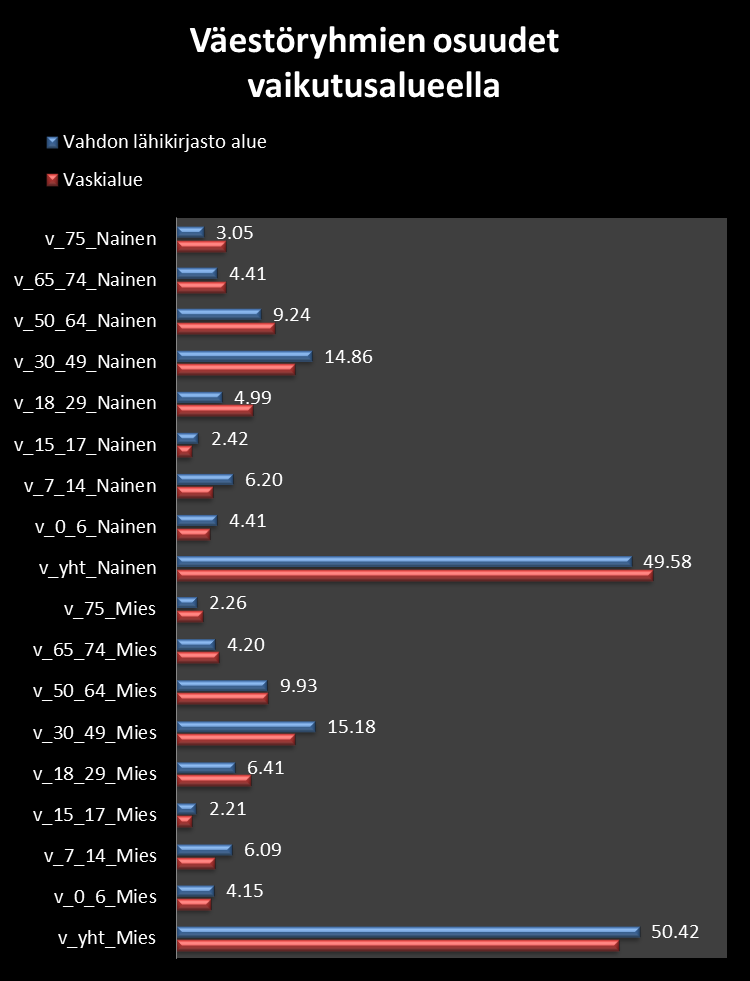 Väestöryhmien osuudet
vaikutusalueella
Vahdon lähikirjasto alue
Vaskialue
v_75_Nainen 3.05
v_65_74_Nainen 4.41
v_50_64_Nainen 9.24
v_30_49_Nainen 14.86
v_18_29_Nainen 4.99
v_15_17_Nainen 2.42
v_7_14_Nainen 6.20
v_0_6_Nainen 4.41
v_yht_Nainen 49.58
v_75_Mies 2.26
v_65_74_Mies 4.20
v_50_64_Mies 9.93
v_30_49_Mies 15.18
v_18_29_Mies 6.41
v_15_17_Mies 2.21
v_7_14_Mies 6.09
v_0_6_Mies 4.15
v_yht_Mies 50.42